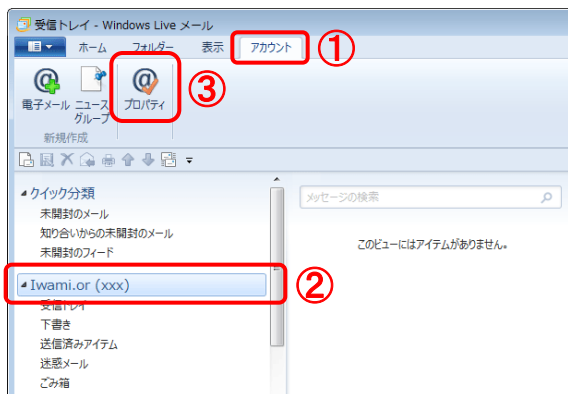 受信トレイ - Windows Live メール
ホーム フォルダー 表示 アカウント ①
電子メール ニュース グループ プロパティ ③
新規作成
クイック分類
メッセージの検索
未開封のメール
知り合いからの未開封のメール
未開封のフィード
このビューにはアイテムがありません。
Iwami.or (xxx) ②
受信トレイ
下書き
送信済みアイテム
迷惑メール
ごみ箱